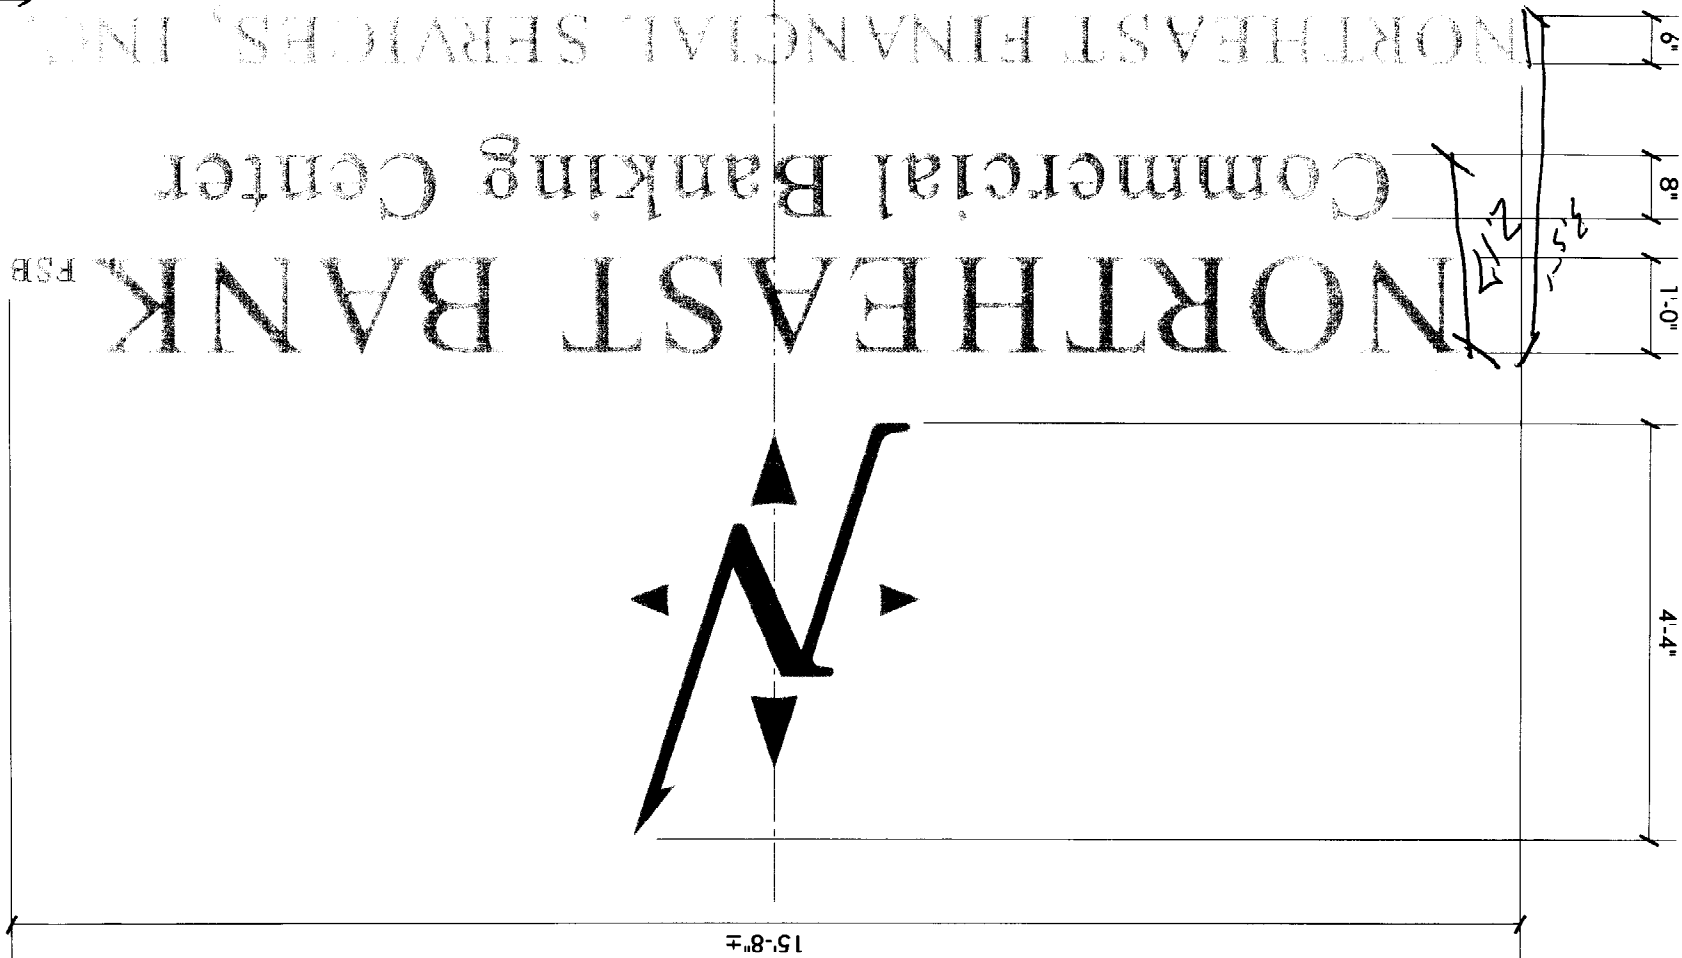 15'-8"±
4'-4"
NORTHEAST BANK FSB
1'-0"
Commercial Banking Center
8"
NORTHEAST FINANCIAL SERVICES, INC.
6"